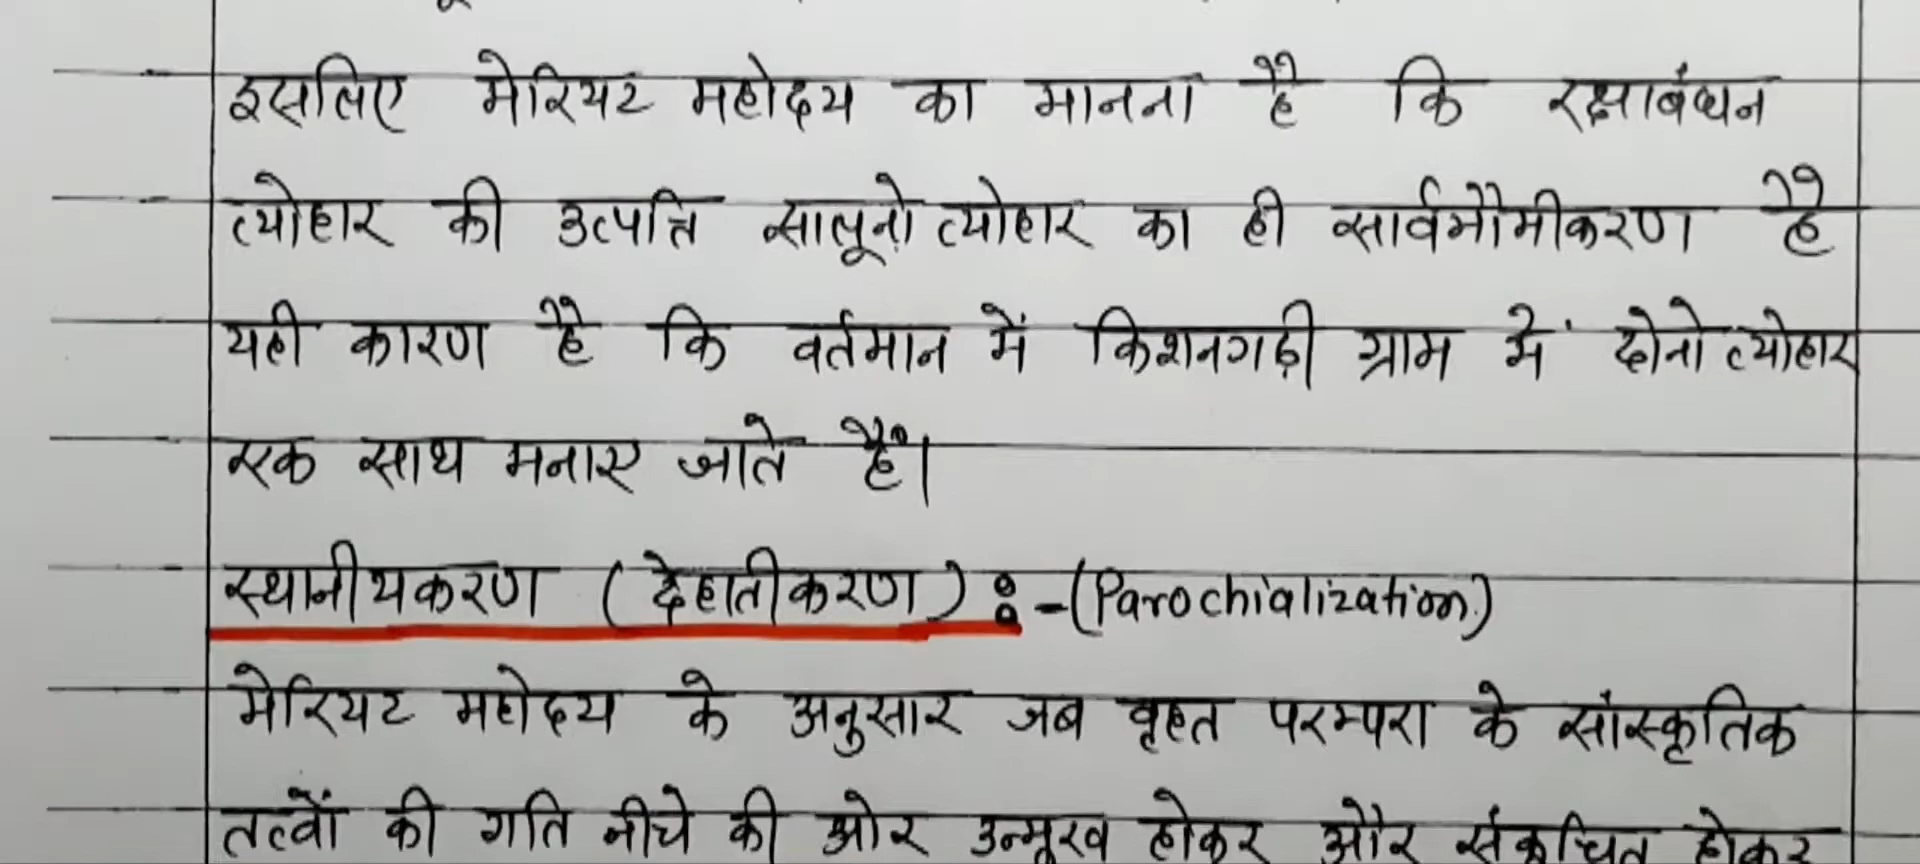 इसलिए मेरियट महोदय का मानना है कि रक्षाबंधन
त्योहार की उत्पत्ति सालूनो त्योहार का ही सार्वभौमीकरण है
यही कारण है कि वर्तमान में किशनगढ़ी ग्राम में दोनो त्योहार
एक साथ मनाए जाते हैं।
स्थानीयकरण (देहातीकरण) :-(Parochialization)
मेरियट महोदय के अनुसार जब वृहत परम्परा के सांस्कृतिक
तत्वों की गति नीचे की ओर उन्मूख होकर और संकुचित होकर